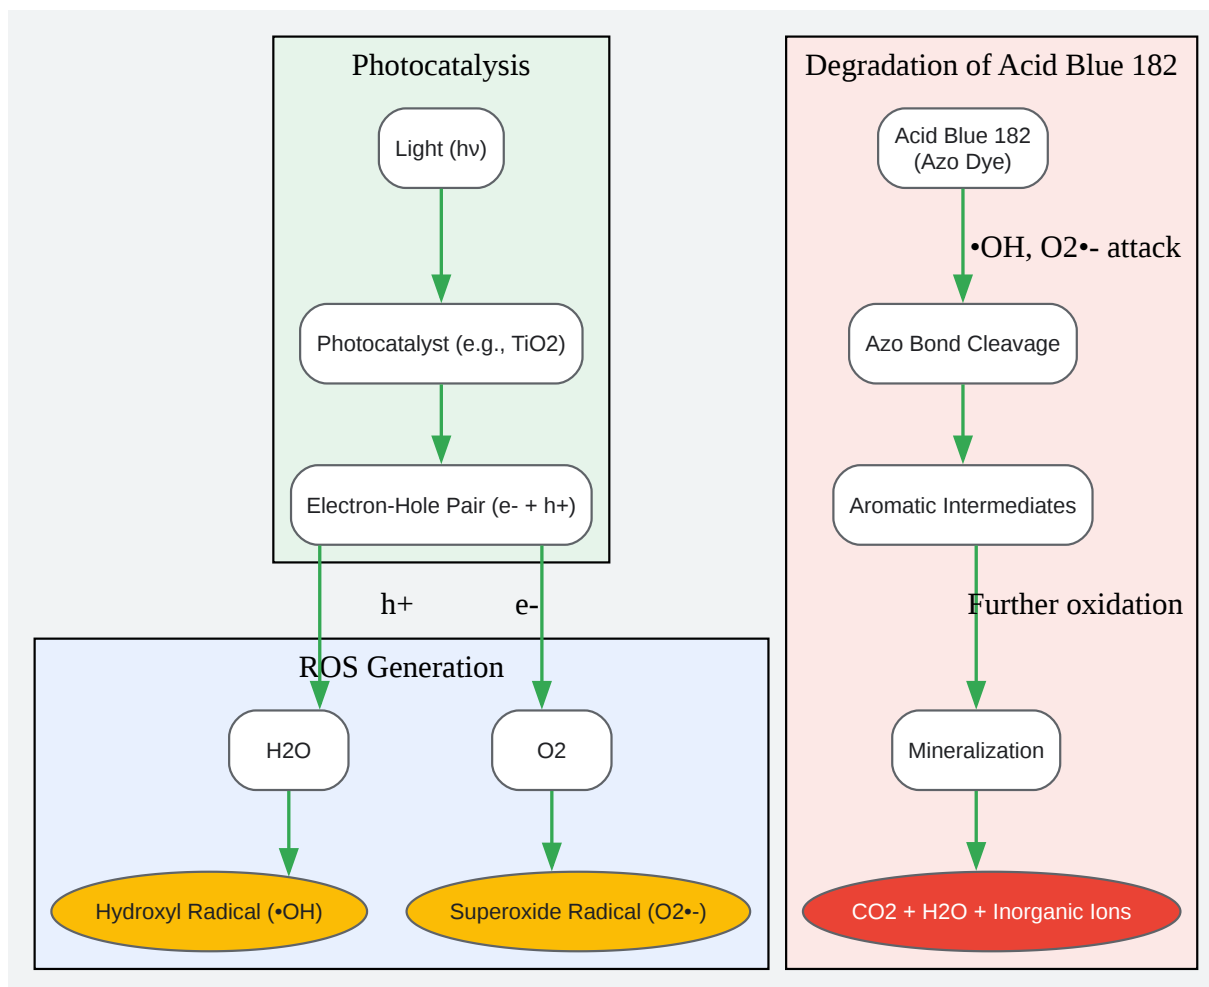 Photocatalysis
Light (hν)
Photocatalyst (e.g., TiO2)
Electron-Hole Pair (e- + h+)
h+
e-
ROS Generation
H2O
O2
Hydroxyl Radical (•OH)
Superoxide Radical (O2•-)
Degradation of Acid Blue 182
Acid Blue 182
(Azo Dye)
•OH, O2•- attack
Azo Bond Cleavage
Aromatic Intermediates
Further oxidation
Mineralization
CO2 + H2O + Inorganic Ions